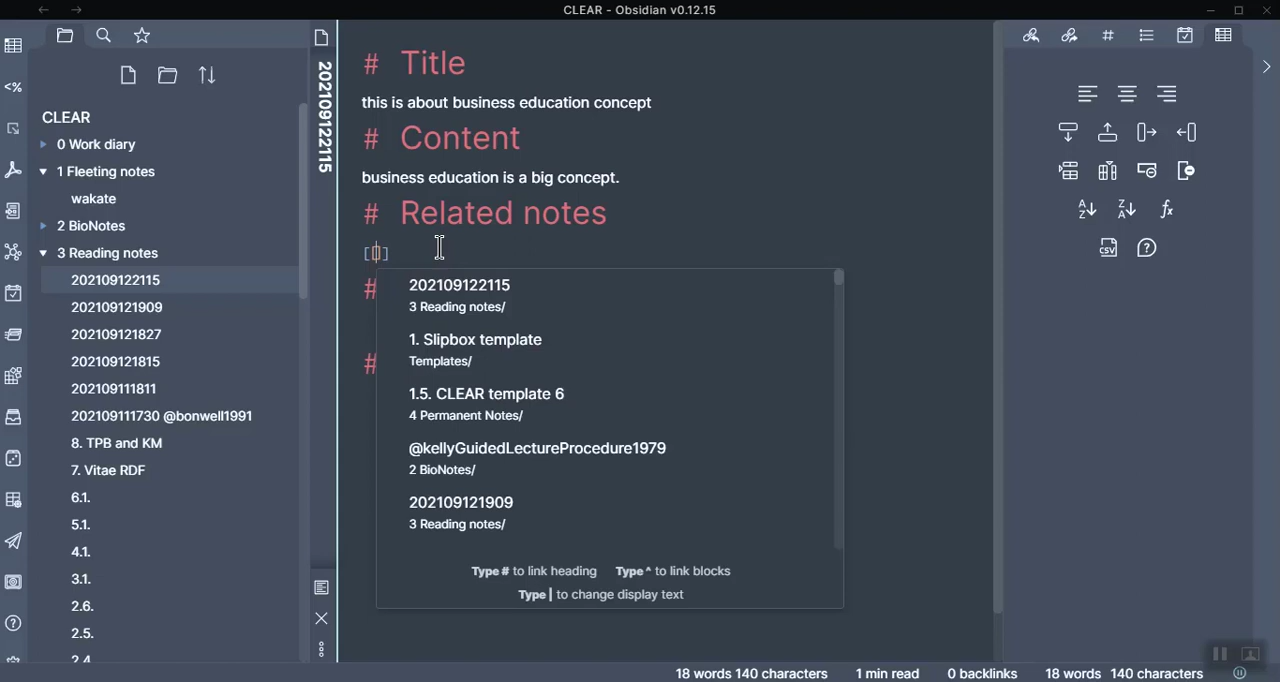 CLEAR - Obsidian v0.12.15
<%
#
CLEAR
0 Work diary
1 Fleeting notes
wakate
2 BioNotes
3 Reading notes
202109122115
202109121909
202109121827
202109121815
202109111811
202109111730 @bonwell1991
8. TPB and KM
7. Vitae RDF
6.1.
5.1.
4.1.
3.1.
2.6.
2.5.
2.4
202109122115
# Title
this is about business education concept
# Content
business education is a big concept.
# Related notes
[[]]
#
#
202109122115
3 Reading notes/
1. Slipbox template
Templates/
1.5. CLEAR template 6
4 Permanent Notes/
@kellyGuidedLectureProcedure1979
2 BioNotes/
202109121909
3 Reading notes/
Type # to link heading Type ^ to link blocks
Type | to change display text
A Z
Z A
fx
CSV
18 words 140 characters 1 min read 0 backlinks 18 words 140 characters